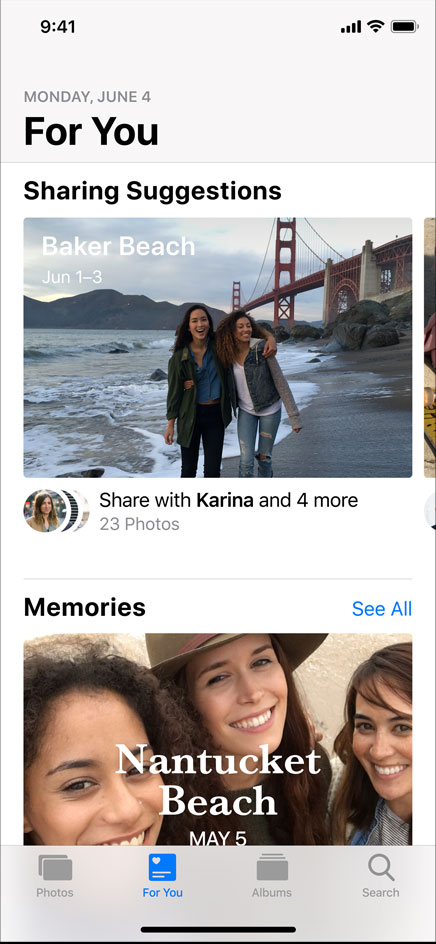 9:41
MONDAY, JUNE 4
For You
Sharing Suggestions
Baker Beach
Jun 1–3
Share with Karina and 4 more
23 Photos
Memories
See All
Nantucket
Beach
MAY 5
Photos
For You
Albums
Search